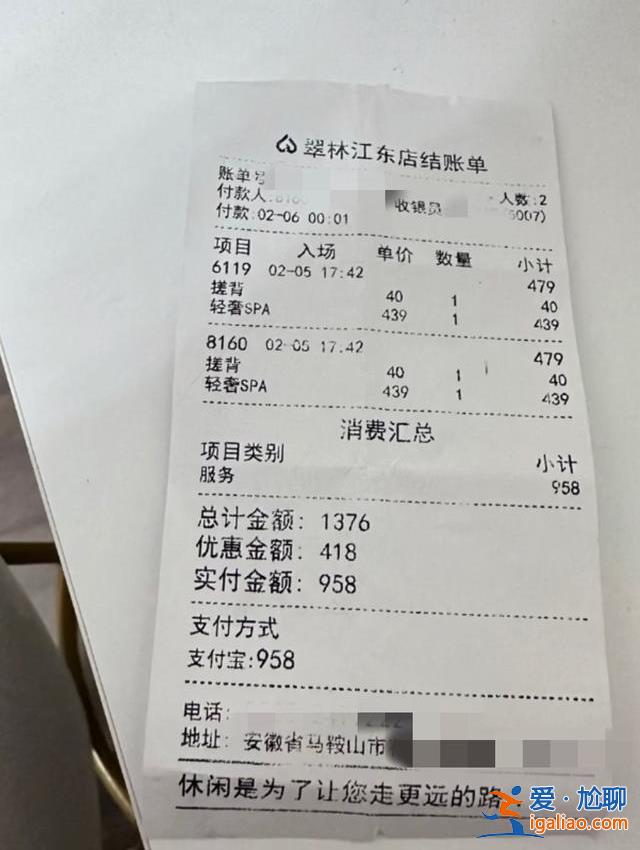 翠林江东店结账单
账单号
人数:2
付款人:8160
收银员 5007)
付款:02-06 00:01
项目 入场 单价 数量 小计
6119 02-05 17:42 479
搓背 40 1 40
轻奢SPA 439 1 439
8160 02-05 17:42 479
搓背 40 1 40
轻奢SPA 439 1 439
消费汇总
项目类别 小计
服务 958
总计金额: 1376
优惠金额: 418
实付金额: 958
支付方式
支付宝:958
电话:
地址: 安徽省马鞍山市
休闲是为了让您走更远的路
爱·尬聊
igaliao.com